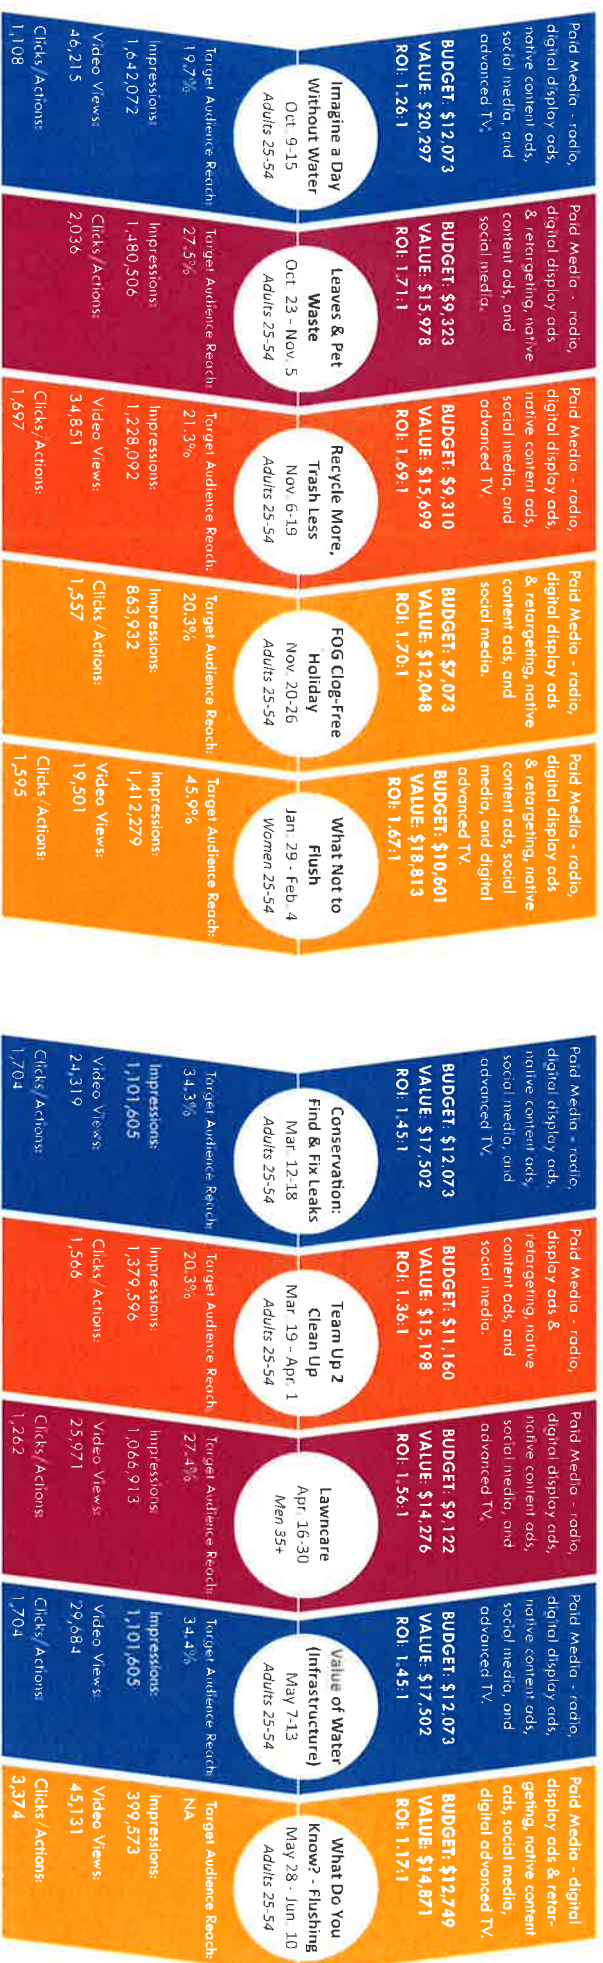 Paid Media - radio,
digital display ads,
native content ads,
social media, and
advanced TV.
BUDGET: $12,073
VALUE: $20,297
ROI: 1.26:1
Imagine a Day
Without Water
Oct. 9-15
Adults 25-54
Target Audience Reach:
19.7%
Impressions:
1,642,072
Video Views:
46,215
Clicks/Actions:
1,108
Paid Media - radio,
digital display ads
& retargeting, native
content ads, and
social media.
BUDGET: $9,323
VALUE: $15,978
ROI: 1.71:1
Leaves & Pet
Waste
Oct. 23 - Nov. 5
Adults 25-54
Target Audience Reach:
27.5%
Impressions:
1,480,506
Clicks/Actions:
2,036
Paid Media - radio,
digital display ads,
native content ads,
social media, and
advanced TV.
BUDGET: $9,310
VALUE: $15,699
ROI: 1.69:1
Recycle More,
Trash Less
Nov. 6-19
Adults 25-54
Target Audience Reach:
21.3%
Impressions:
1,228,092
Video Views:
34,851
Clicks/Actions:
1,697
Paid Media - radio,
digital display ads
& retargeting, native
content ads, and
social media.
BUDGET: $7,073
VALUE: $12,048
ROI: 1.70:1
FOG Clog-Free
Holiday
Nov. 20-26
Adults 25-54
Target Audience Reach:
20.3%
Impressions:
863,932
Clicks/Actions:
1,557
Paid Media - radio,
digital display ads
& retargeting, native
content ads, social
media, and digital
advanced TV.
BUDGET: $10,601
VALUE: $18,813
ROI: 1.67:1
What Not to
Flush
Jan. 29 - Feb. 4
Women 25-54
Target Audience Reach:
45.9%
Impressions:
1,412,279
Video Views:
19,501
Clicks/Actions:
1,595
Paid Media - radio,
digital display ads,
native content ads,
social media, and
advanced TV.
BUDGET: $12,073
VALUE: $17,502
ROI: 1.45:1
Conservation:
Find & Fix Leaks
Mar. 12-18
Adults 25-54
Target Audience Reach:
34.3%
Impressions:
1,101,605
Video Views:
24,319
Clicks/Actions:
1,704
Paid Media - radio,
display ads &
retargeting, native
content ads, and
social media.
BUDGET: $11,160
VALUE: $15,198
ROI: 1.36:1
Team Up 2
Clean Up
Mar. 19 - Apr. 1
Adults 25-54
Target Audience Reach:
20.3%
Impressions:
1,379,596
Clicks/Actions:
1,566
Paid Media - radio,
digital display ads,
native content ads,
social media, and
advanced TV.
BUDGET: $9,122
VALUE: $14,276
ROI: 1.56:1
Lawncare
Apr. 16-30
Men 35+
Target Audience Reach:
27.4%
Impressions:
1,066,913
Video Views:
25,971
Clicks/Actions:
1,262
Paid Media - radio,
digital display ads,
native content ads,
social media, and
advanced TV.
BUDGET: $12,073
VALUE: $17,502
ROI: 1.45:1
Value of Water
(Infrastructure)
May 7-13
Adults 25-54
Target Audience Reach:
34.4%
Impressions:
1,101,605
Video Views:
29,684
Clicks/Actions:
1,704
Paid Media - digital
display ads & retar-
geting, native content
ads, social media,
digital advanced TV.
BUDGET: $12,749
VALUE: $14,871
ROI: 1.17:1
What Do You
Know? - Flushing
May 28 - Jun. 10
Adults 25-54
Target Audience Reach:
NA
Impressions:
399,573
Video Views:
45,131
Clicks/Actions:
3,374